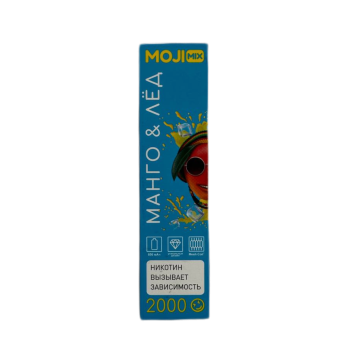 MOJI MIX
МАНГО & ЛЁД
НИКОТИН
ВЫЗЫВАЕТ
ЗАВИСИМОСТЬ
2000